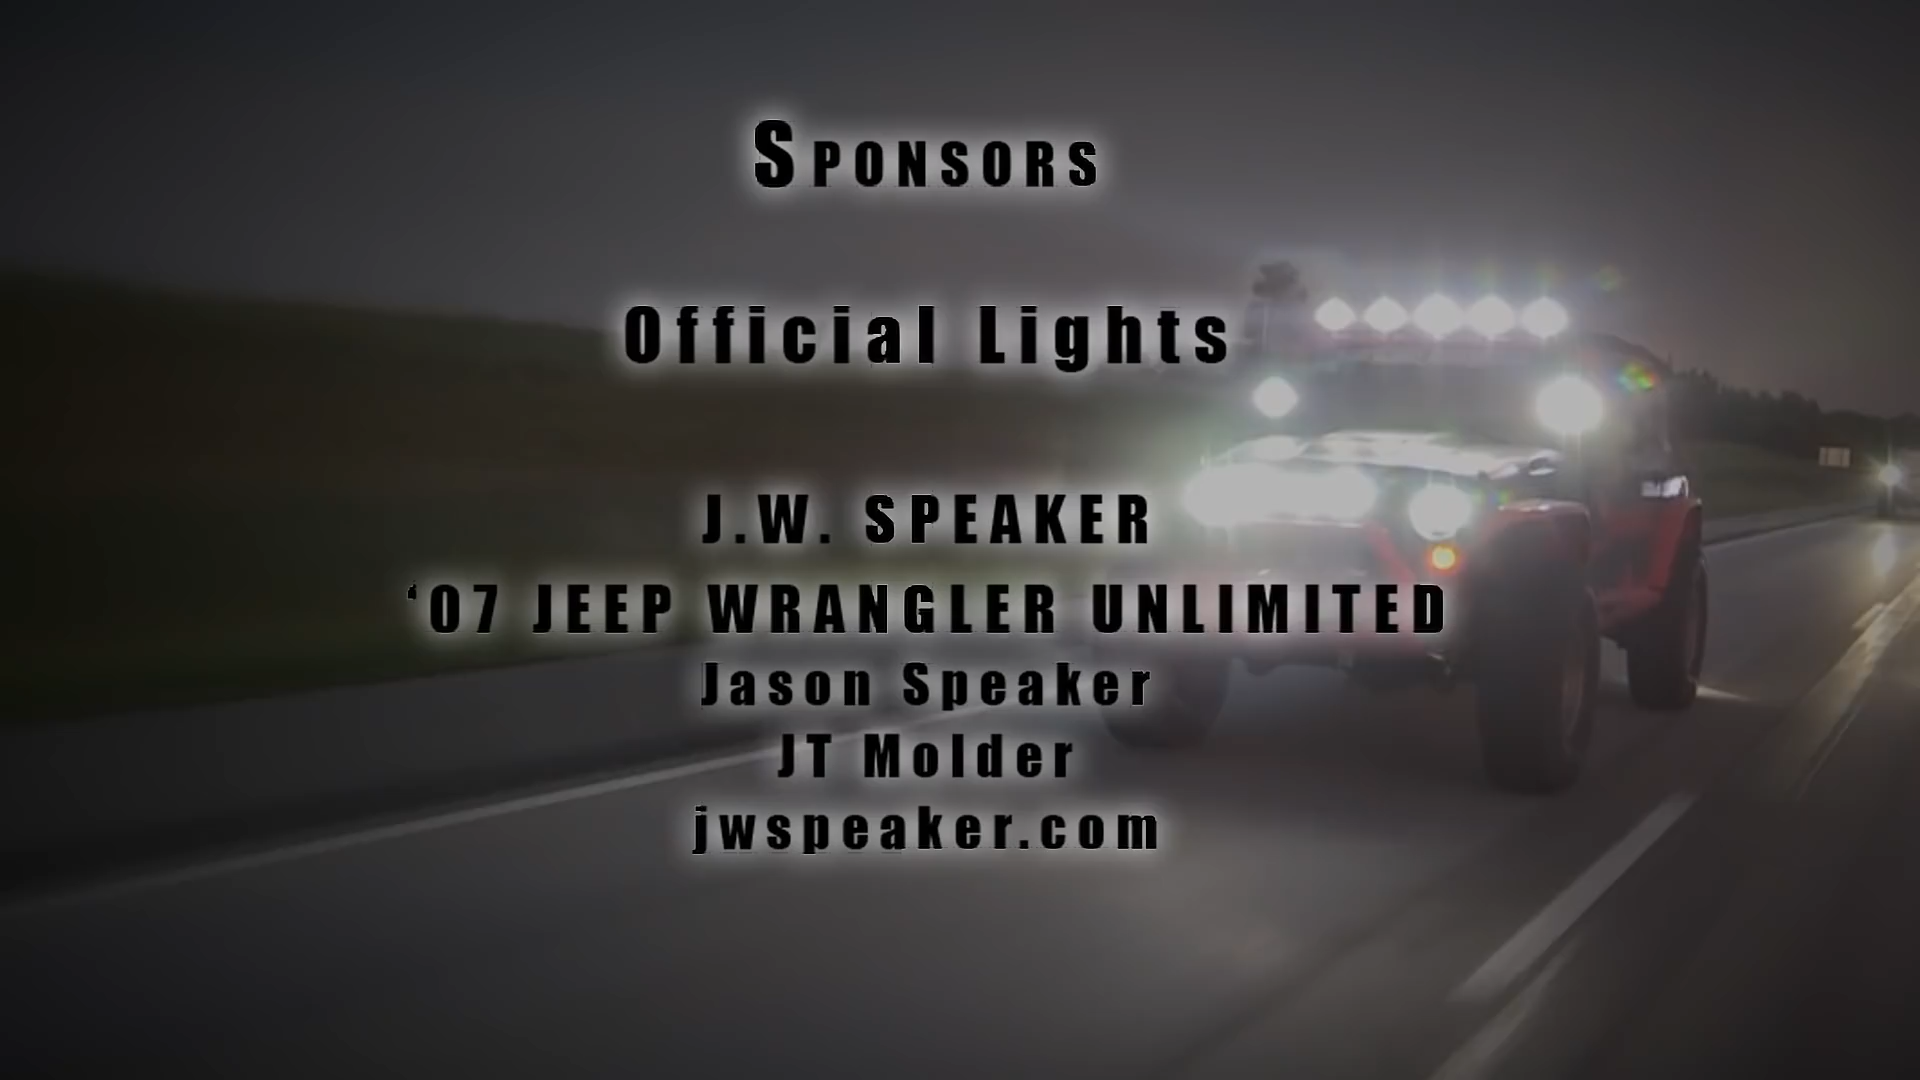 Sponsors
Official Lights
J.W. SPEAKER
‘07 JEEP WRANGLER UNLIMITED
Jason Speaker
JT Molder
jwspeaker.com